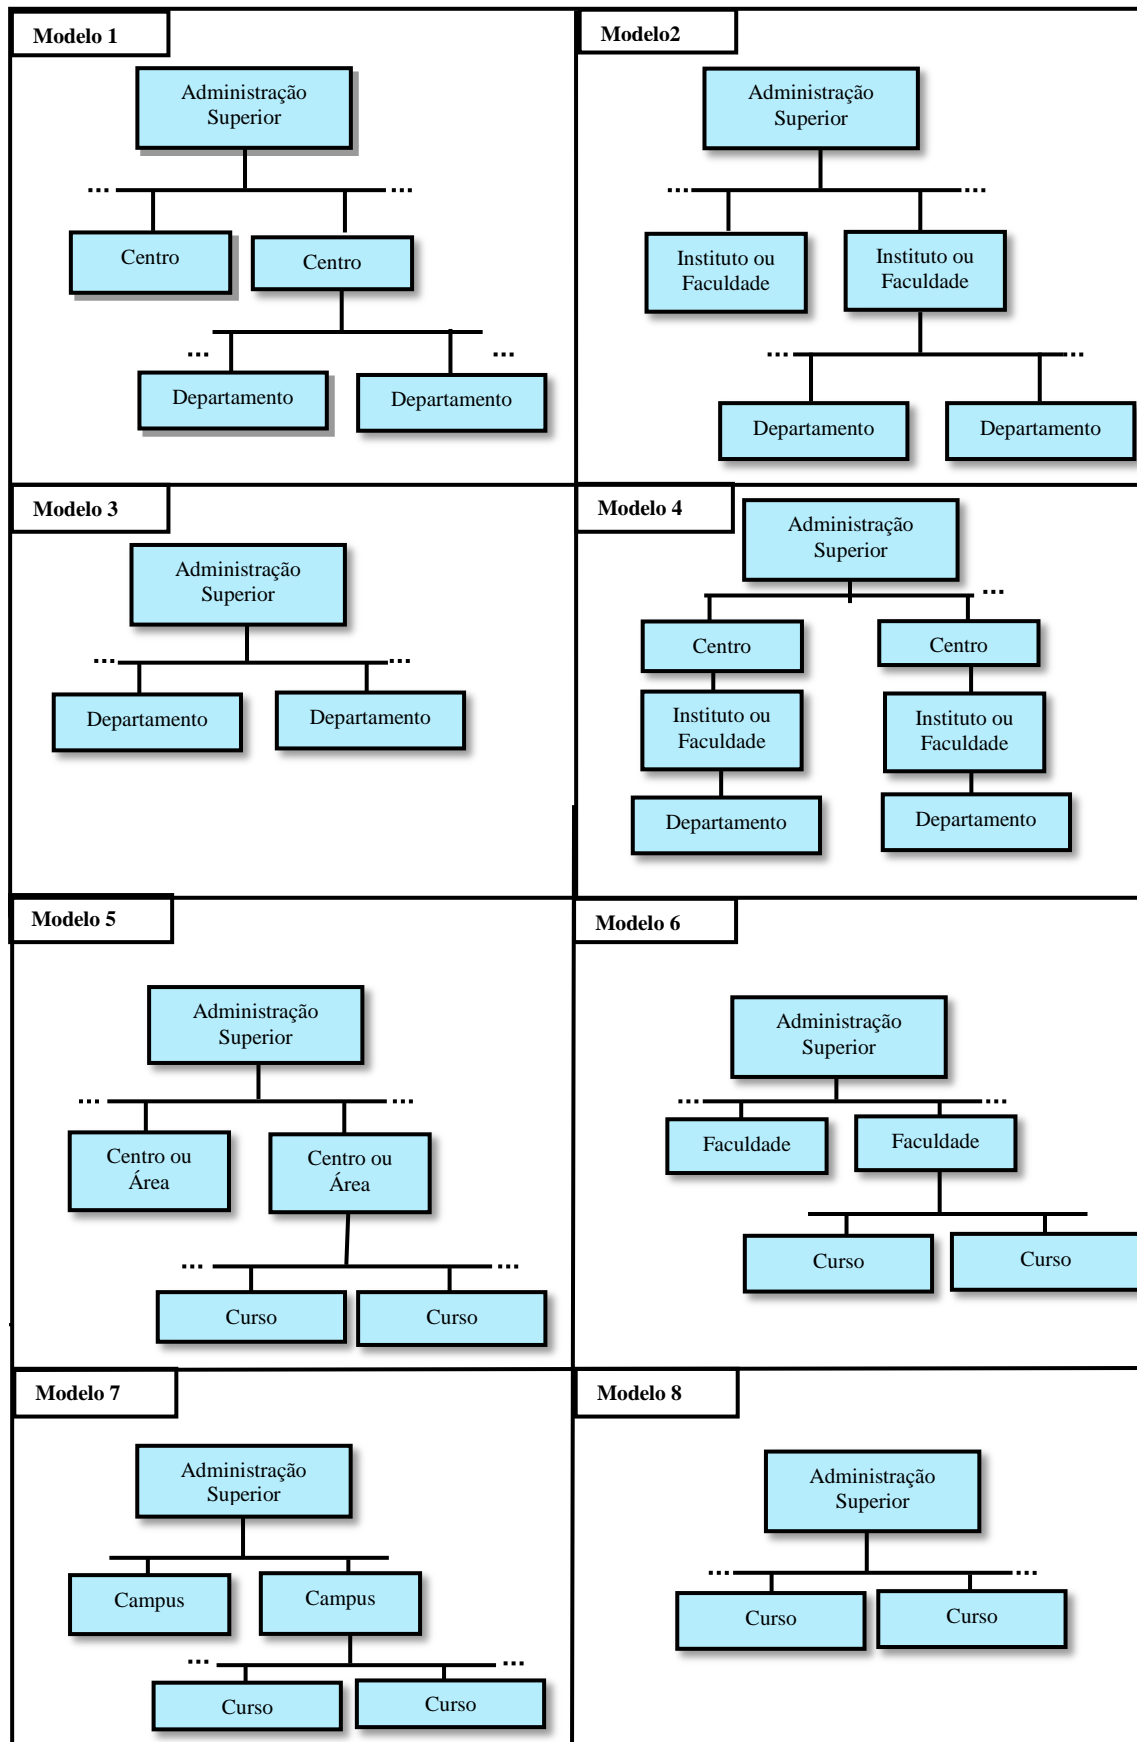 Modelo 1
Administração
Superior
...
...
Centro
Centro
...
...
Departamento
Departamento
Modelo2
Administração
Superior
...
...
Instituto ou
Faculdade
Instituto ou
Faculdade
...
...
Departamento
Departamento
Modelo 3
Administração
Superior
...
...
Departamento
Departamento
Modelo 4
Administração
Superior
...
Centro
Centro
Instituto ou
Faculdade
Instituto ou
Faculdade
Departamento
Departamento
Modelo 5
Administração
Superior
...
...
Centro ou
Área
Centro ou
Área
...
...
Curso
Curso
Modelo 6
Administração
Superior
...
...
Faculdade
Faculdade
Curso
Curso
Modelo 7
Administração
Superior
Campus
Campus
...
...
Curso
Curso
Modelo 8
Administração
Superior
...
...
Curso
Curso